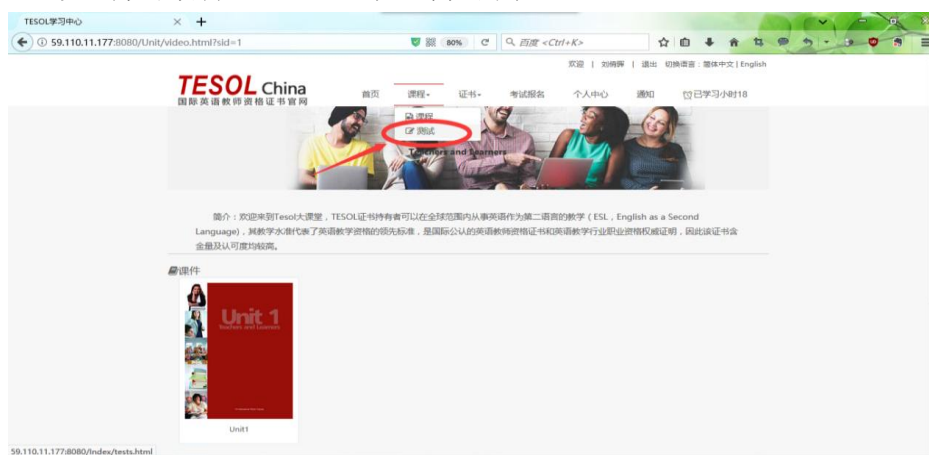 TESOL学习中心
59.110.11.177:8080/Unit/video.html?sid=1
80%
百度 <Ctrl+K>
欢迎 | 刘倩辉 | 退出 切换语言：简体中文 | English
TESOL China
国际英语教师资格证书官网
首页 课程 证书 考试报名 个人中心 通知 已学习小时18
课程
测试
Teachers and Learners
简介：欢迎来到Tesol大课堂，TESOL证书持有者可以在全球范围内从事英语作为第二语言的教学（ESL，English as a Second
Language)，其教学水准代表了英语教学资格的领先标准，是国际公认的英语教师资格证书和英语教学行业职业资格权威证明，因此该证书含
金量及认可度均较高。
课件
Unit 1
Teachers and Learners
Unit1
59.110.11.177:8080/Index/tests.html